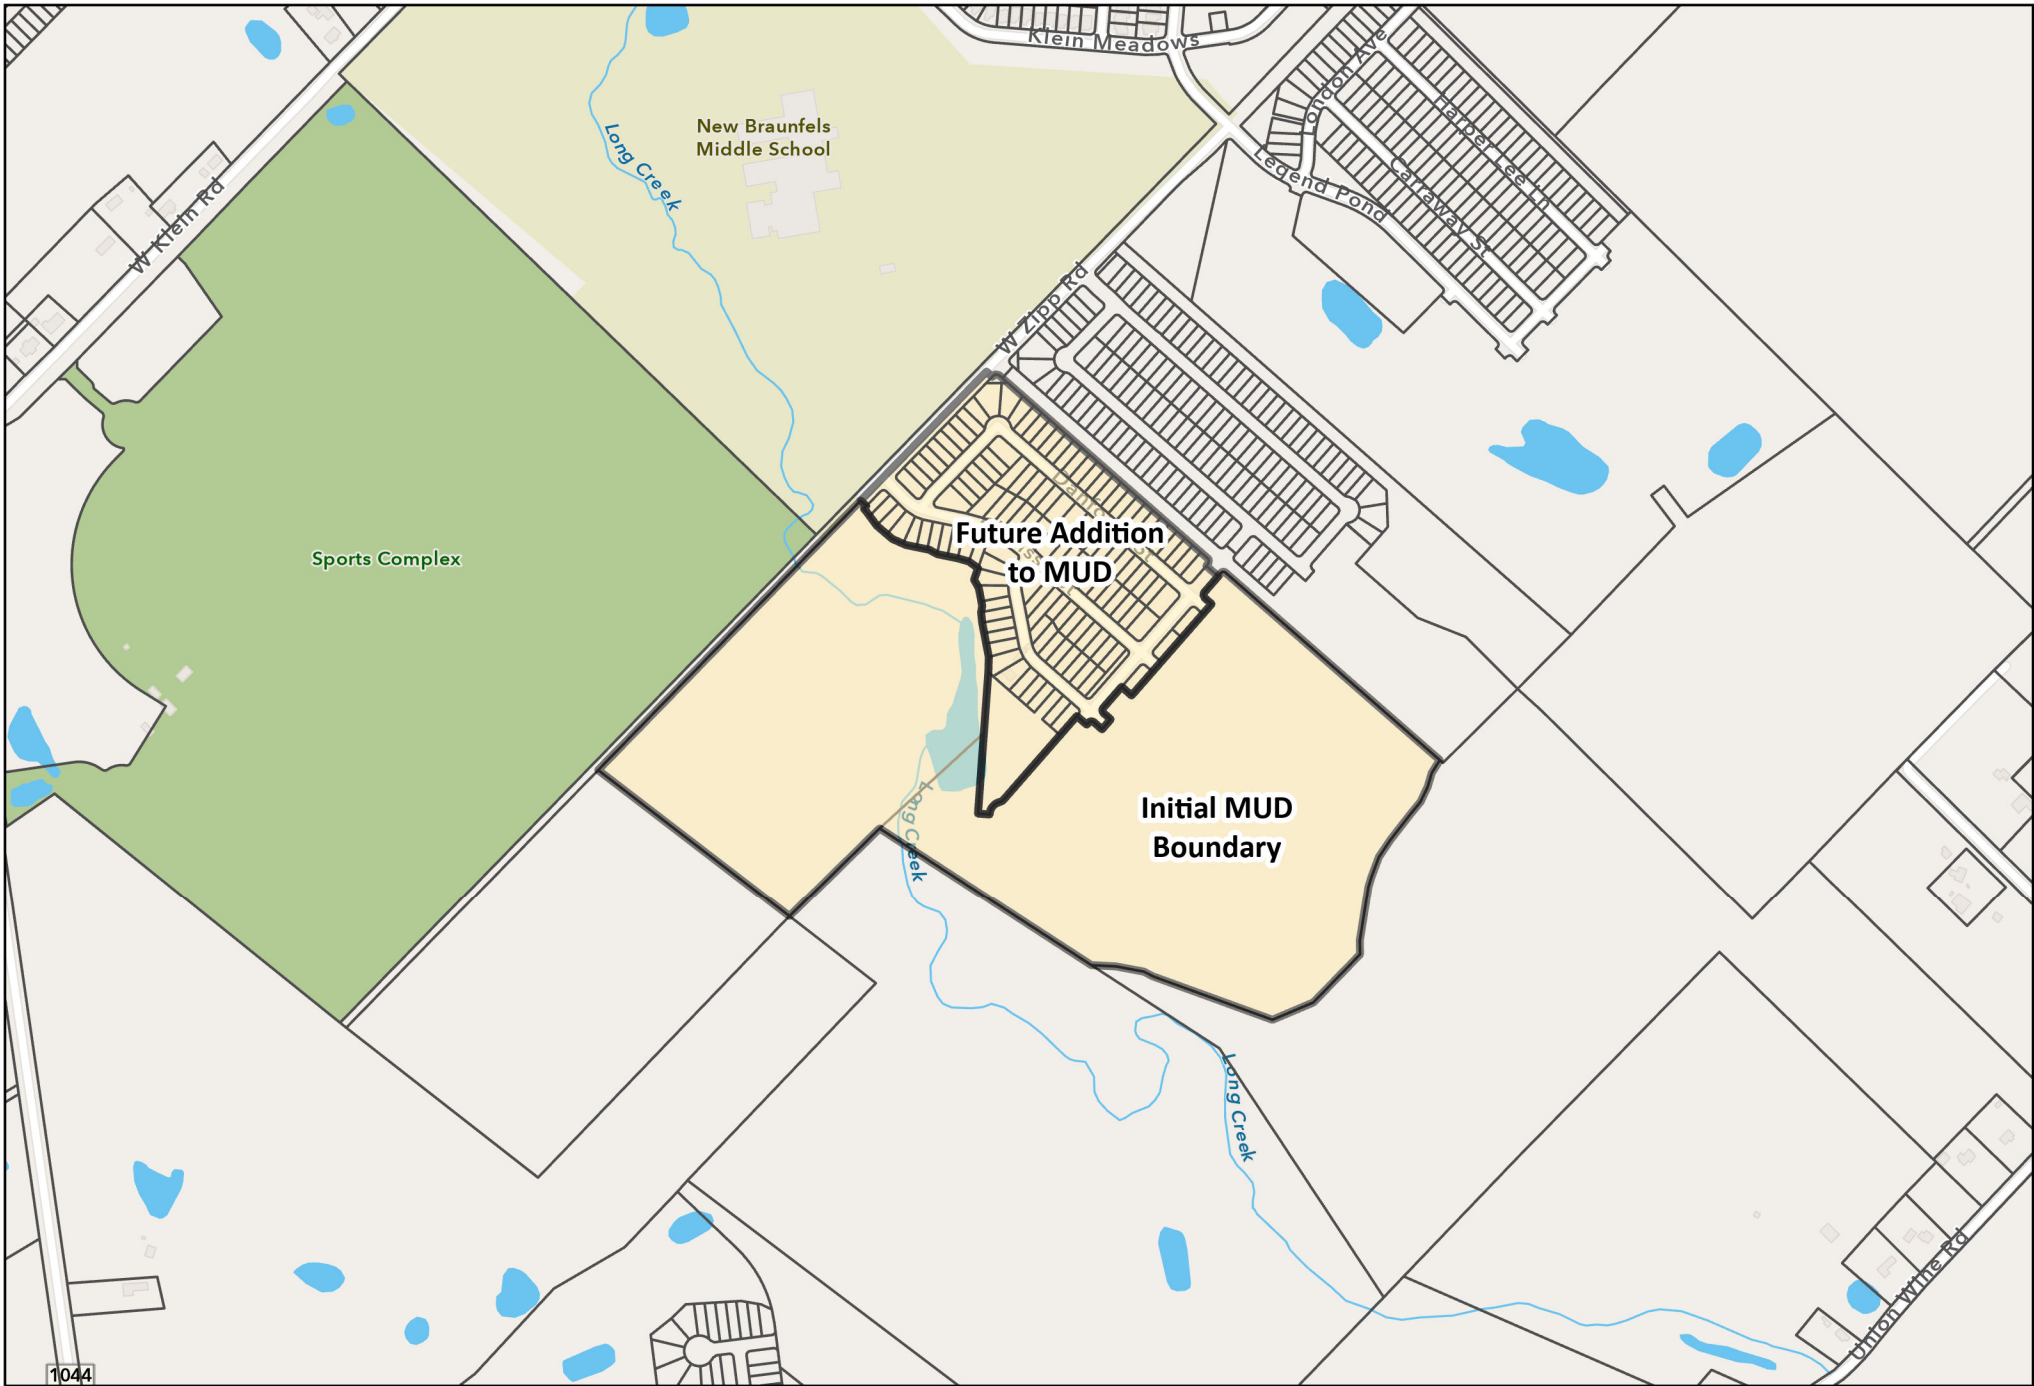 Klein Meadows
London Ave
Harper Lee Ln
New Braunfels
Middle School
Long Creek
Legend Pond
Carraway St
W Klein Rd
W Zipp Rd
Future Addition
to MUD
Sports Complex
Initial MUD
Boundary
Long Creek
Long Creek
Union Wine Rd
1044